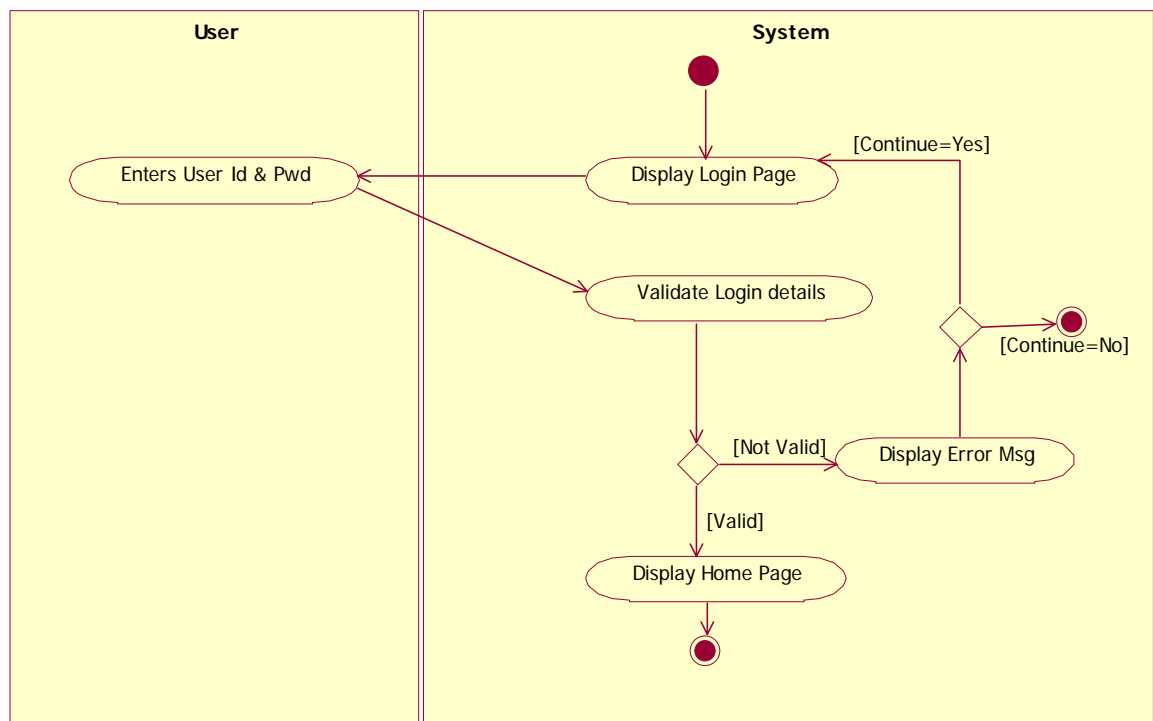 User
System
[Continue=Yes]
Enters User Id & Pwd
Display Login Page
Validate Login details
[Continue=No]
[Not Valid]
Display Error Msg
[Valid]
Display Home Page